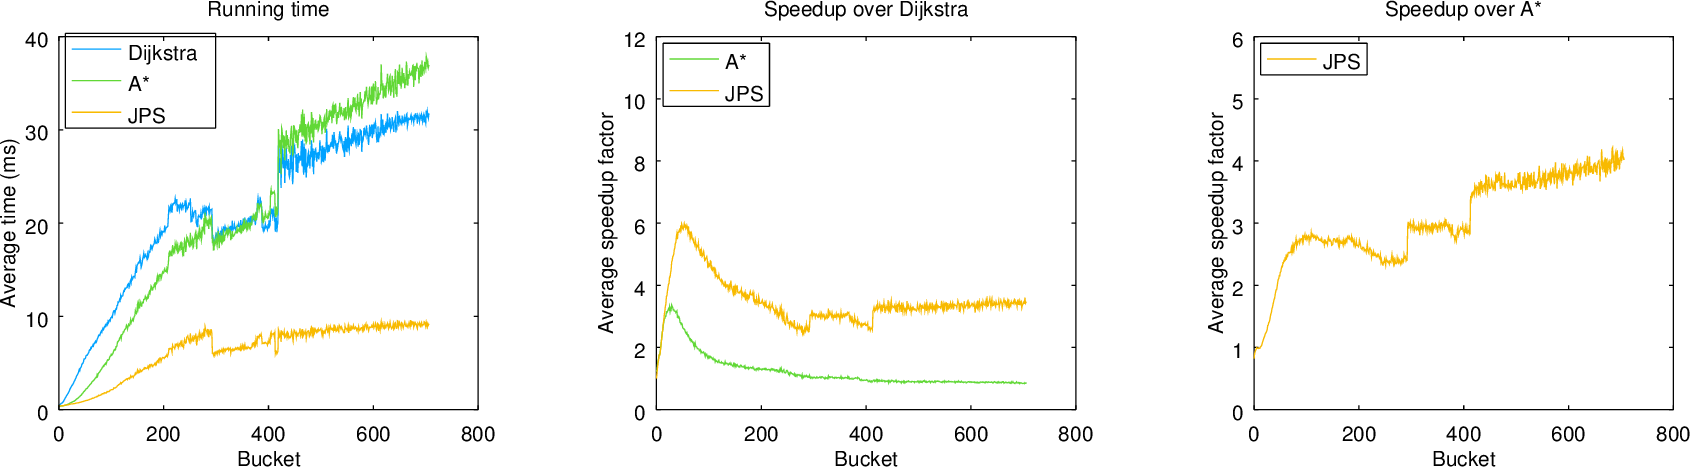 Running time
Average time (ms)
40
30
20
10
0
Dijkstra
A*
JPS
0 200 400 600 800
Bucket
Speedup over Dijkstra
Average speedup factor
12
10
8
6
4
2
0
A*
JPS
0 200 400 600 800
Bucket
Speedup over A*
Average speedup factor
6
5
4
3
2
1
0
JPS
0 200 400 600 800
Bucket